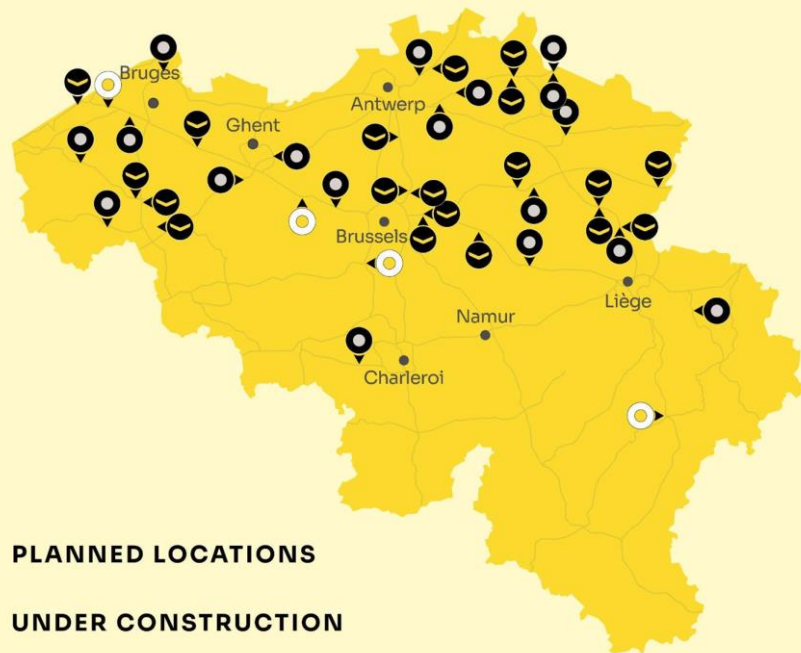 Bruges
Antwerp
Ghent
Brussels
Liège
Namur
Charleroi
PLANNED LOCATIONS
UNDER CONSTRUCTION